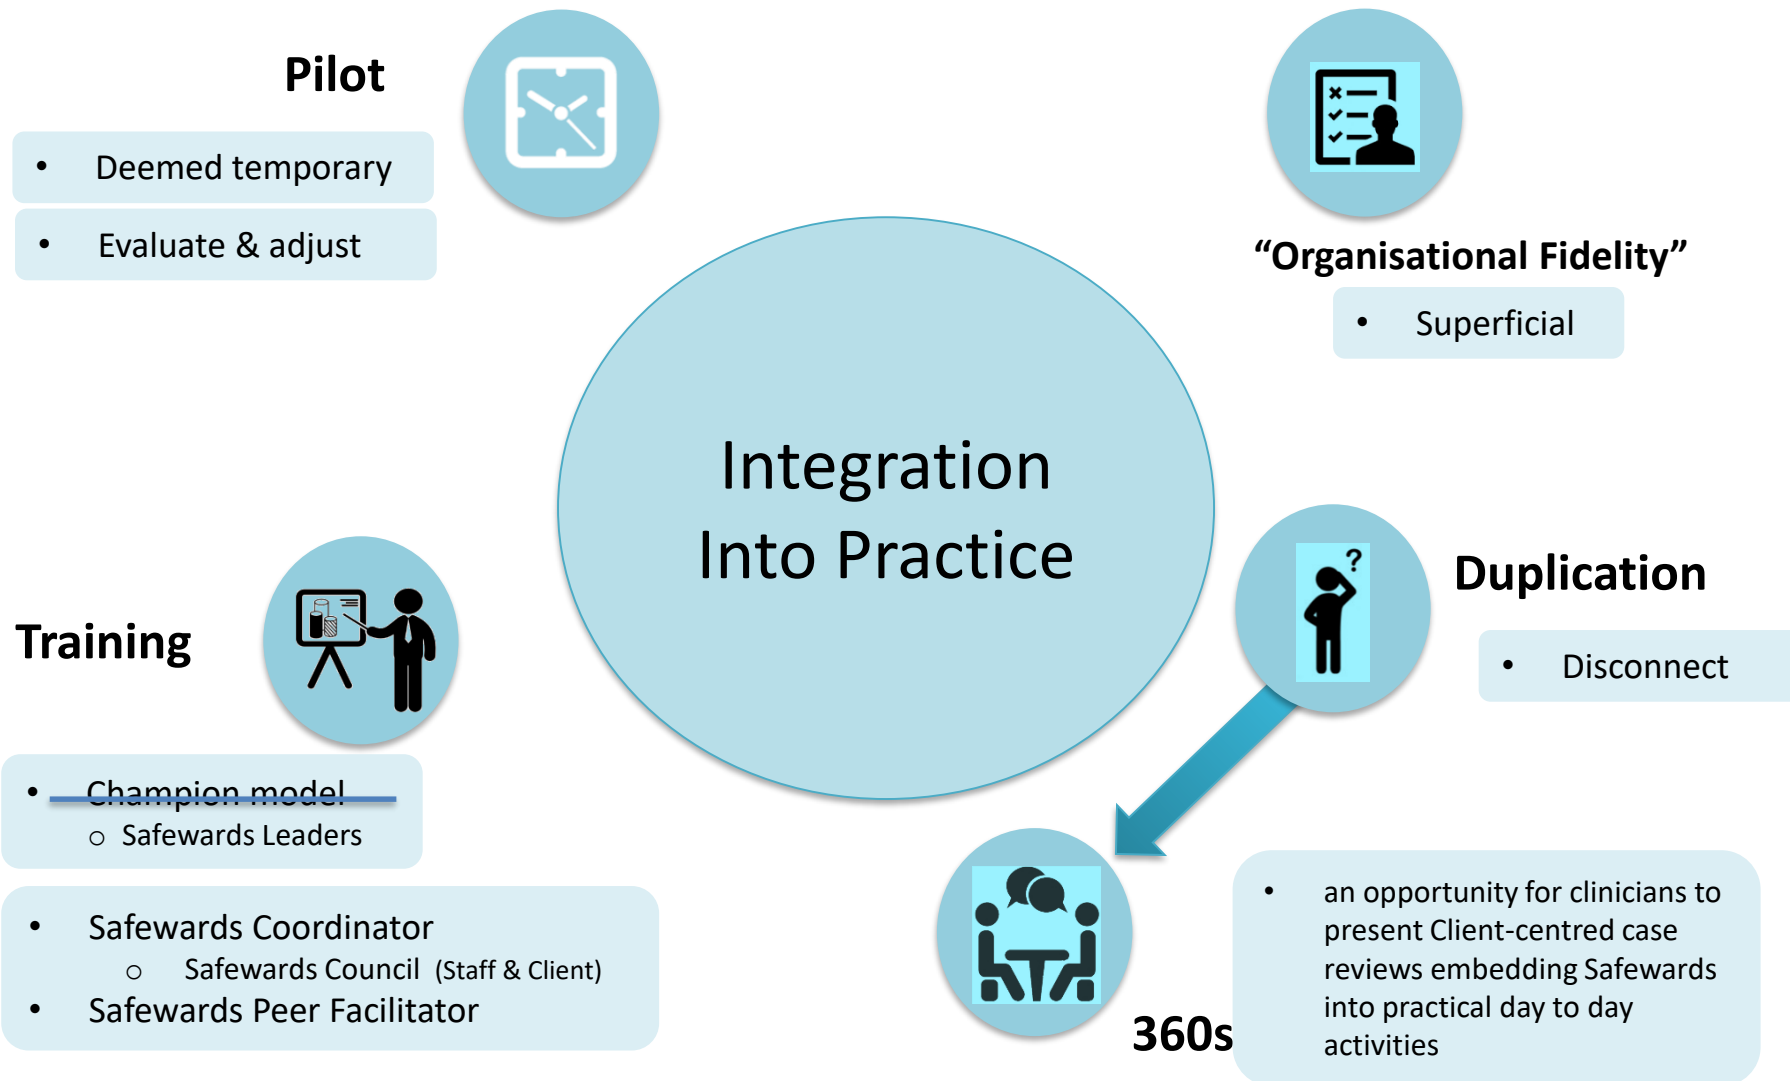 Pilot
• Deemed temporary
• Evaluate & adjust
“Organisational Fidelity”
• Superficial
Integration
Into Practice
?
Duplication
• Disconnect
Training
• Champion model
o Safewards Leaders
• Safewards Coordinator
o Safewards Council (Staff & Client)
• Safewards Peer Facilitator
360s
• an opportunity for clinicians to
present Client-centred case
reviews embedding Safewards
into practical day to day
activities